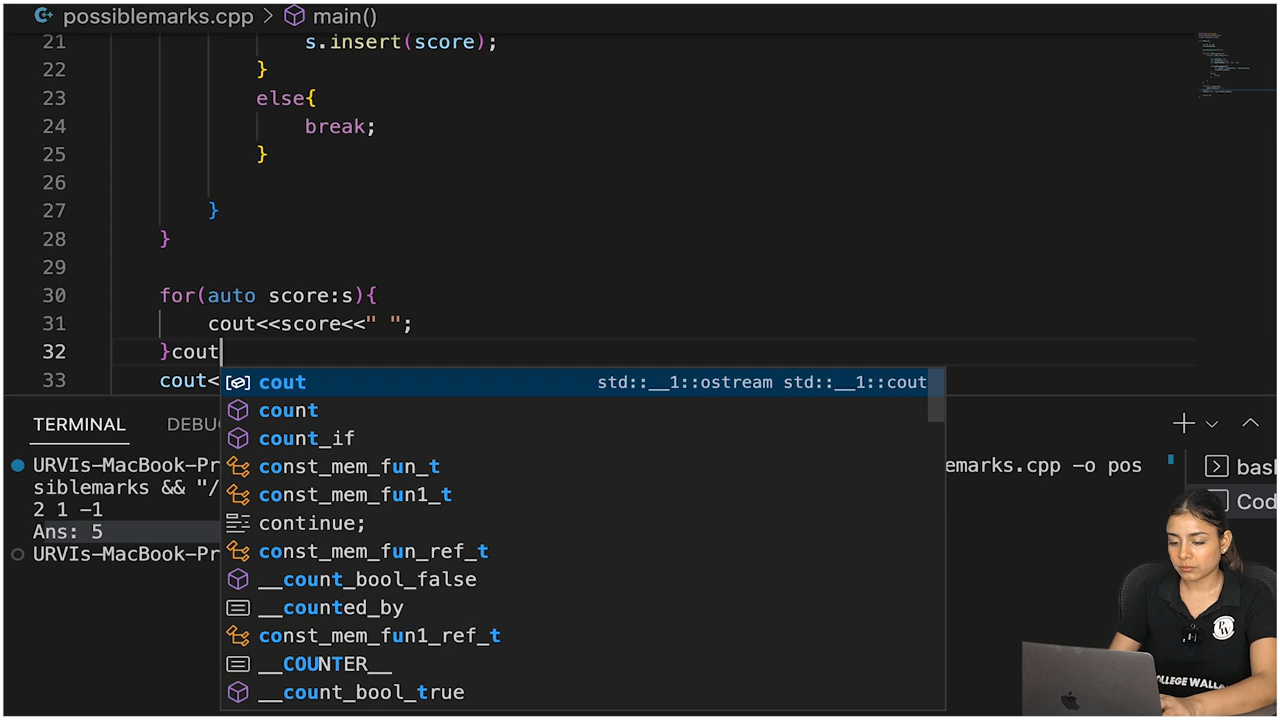 possiblemarks.cpp > main()
21 s.insert(score);
22 }
23 else{
24 break;
25 }
26
27 }
28 }
29
30 for(auto score:s){
31 cout<<score<<" ";
32 }cout
33 cout<
cout std::__1::ostream std::__1::cout
count
count_if
const_mem_fun_t
const_mem_fun1_t
continue;
const_mem_fun_ref_t
__count_bool_false
__counted_by
const_mem_fun1_ref_t
__COUNTER__
__count_bool_true
TERMINAL DEBU
URVIs-MacBook-Pr emarks.cpp -o pos
siblemarks && "/
2 1 -1
Ans: 5
URVIs-MacBook-Pr
bas
Cod
PW
COLLEGE WALL